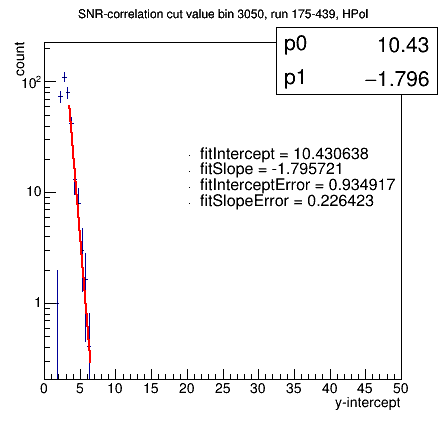 SNR-correlation cut value bin 3050, run 175-439, HPol
p0 10.43
p1 −1.796
count
10²
10
1
fitIntercept = 10.430638
fitSlope = -1.795721
fitInterceptError = 0.934917
fitSlopeError = 0.226423
0 5 10 15 20 25 30 35 40 45 50
y-intercept